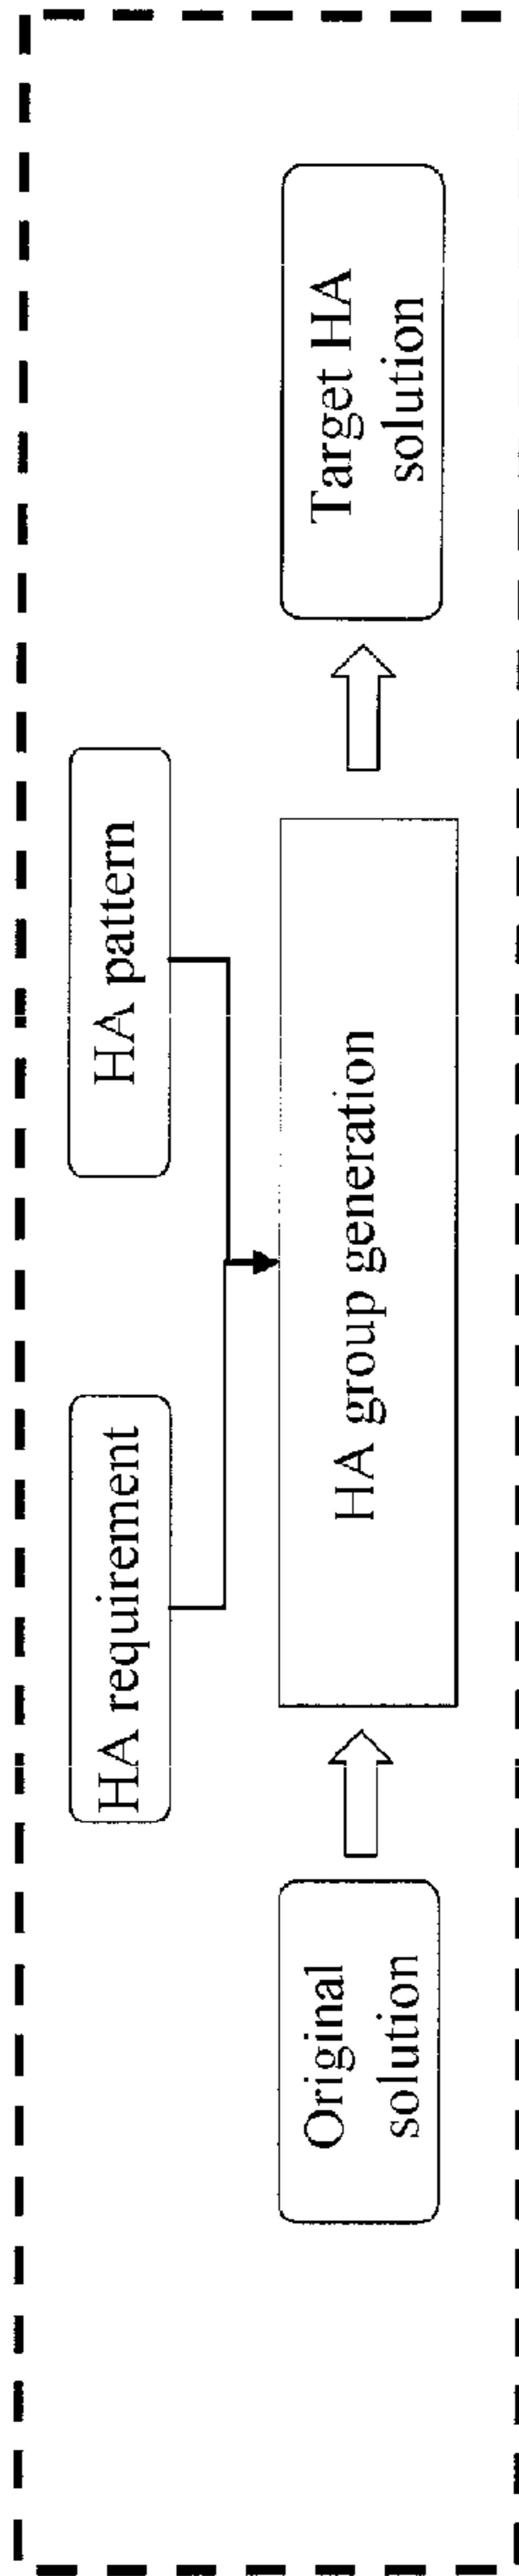 HA requirement
HA pattern
Original
solution
HA group generation
Target HA
solution